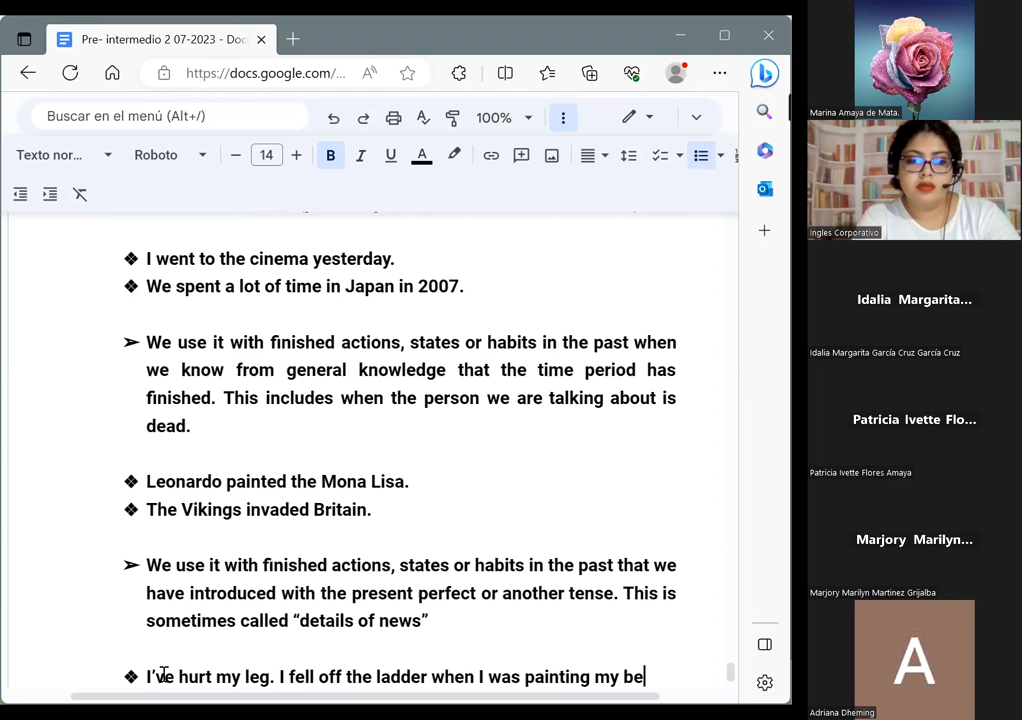 Pre- intermedio 2 07-2023 - Doc
https://docs.google.com/...
Buscar en el menú (Alt+/)
100%
Texto nor...
Roboto
14
B
I
U
A
I went to the cinema yesterday.
We spent a lot of time in Japan in 2007.
We use it with finished actions, states or habits in the past when
we know from general knowledge that the time period has
finished. This includes when the person we are talking about is
dead.
Leonardo painted the Mona Lisa.
The Vikings invaded Britain.
We use it with finished actions, states or habits in the past that we
have introduced with the present perfect or another tense. This is
sometimes called “details of news”
I’ve hurt my leg. I fell off the ladder when I was painting my be
Marina Amaya de Mata.
Ingles Corporativo
Idalia Margarita...
Idalia Margarita García Cruz García Cruz
Patricia Ivette Flo...
Patricia Ivette Flores Amaya
Marjory Marilyn...
Marjory Marilyn Martinez Grijalba
A
Adriana Dheming